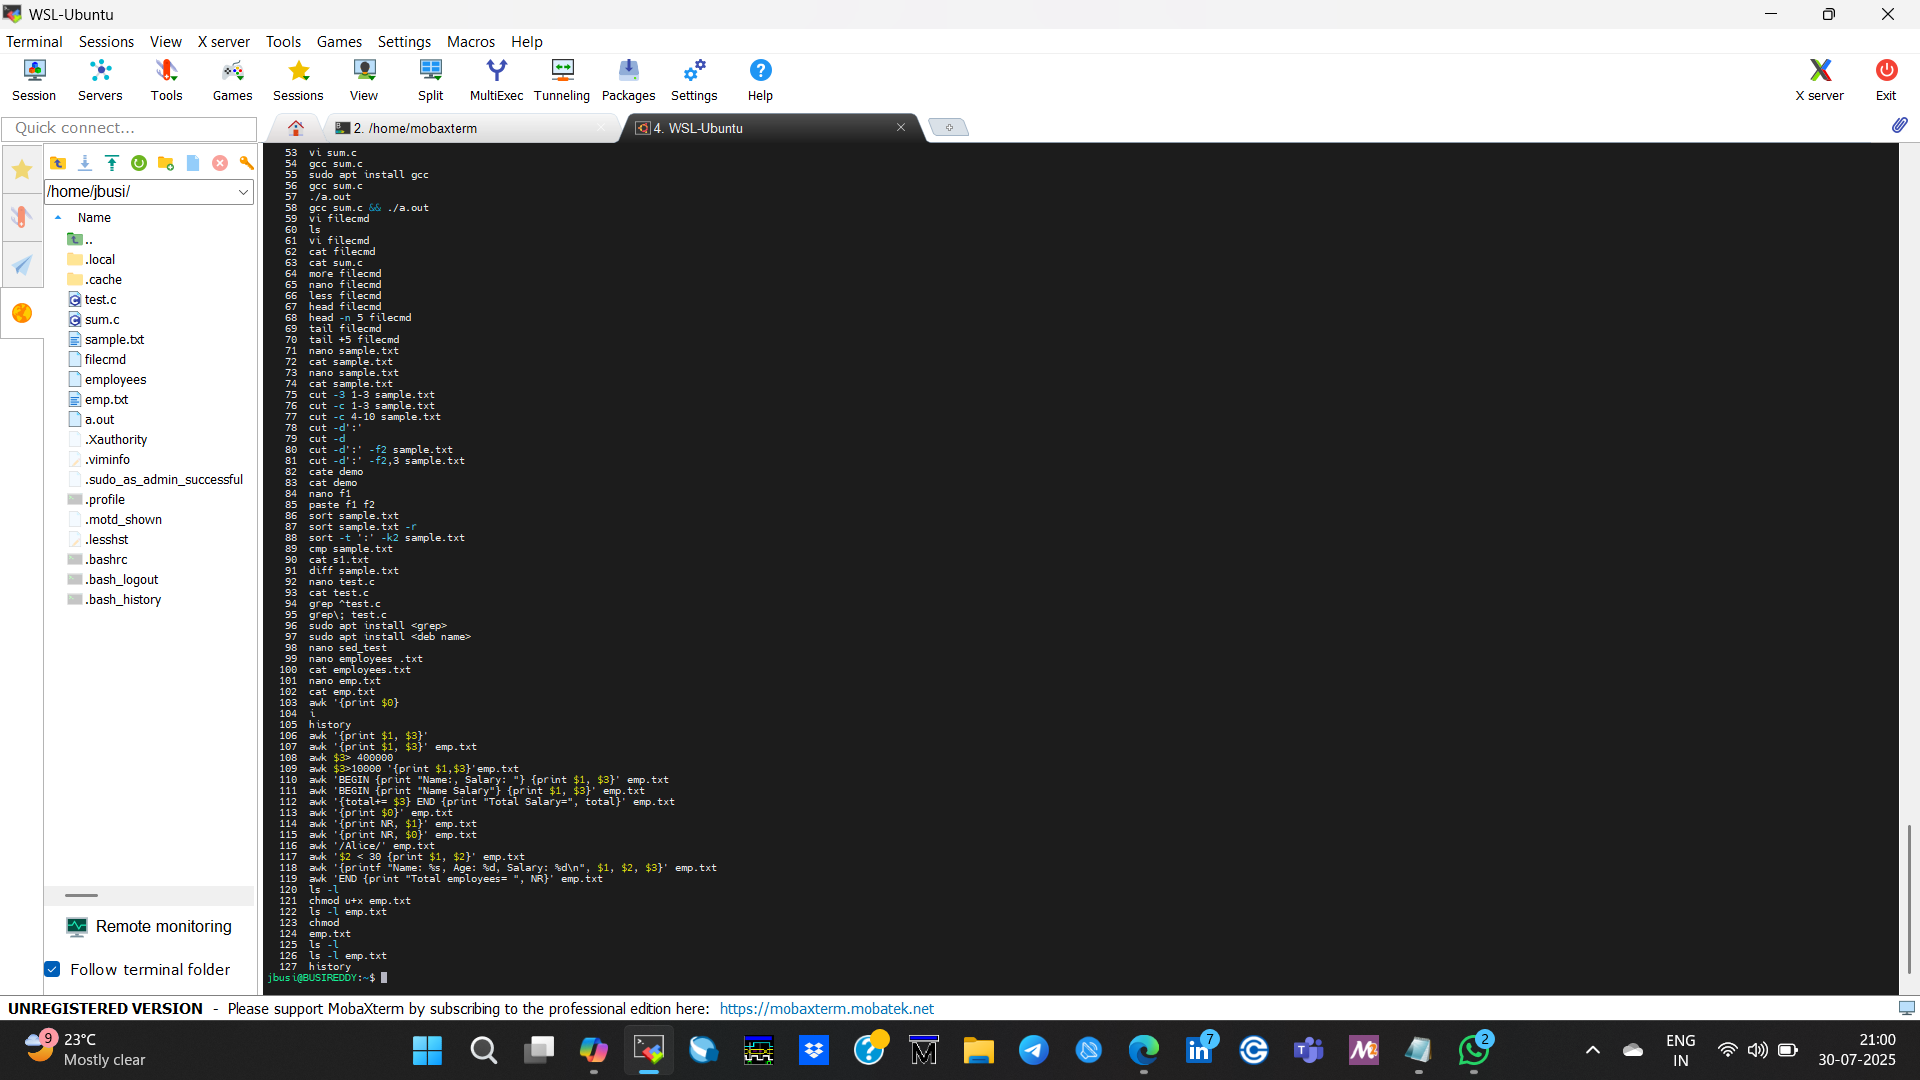 WSL-Ubuntu
Terminal Sessions View X server Tools Games Settings Macros Help
Session Servers Tools Games Sessions View Split MultiExec Tunneling Packages Settings Help X server Exit
Quick connect...
2. /home/mobaxterm
4. WSL-Ubuntu
/home/jbusi/
Name
..
.local
.cache
test.c
sum.c
sample.txt
filecmd
employees
emp.txt
a.out
.Xauthority
.viminfo
.sudo_as_admin_successful
.profile
.motd_shown
.lesshst
.bashrc
.bash_logout
.bash_history
Remote monitoring
Follow terminal folder
53 vi sum.c
54 gcc sum.c
55 sudo apt install gcc
56 gcc sum.c
57 ./a.out
58 gcc sum.c && ./a.out
59 vi filecmd
60 ls
61 vi filecmd
62 cat filecmd
63 cat sum.c
64 more filecmd
65 nano filecmd
66 less filecmd
67 head filecmd
68 head -n 5 filecmd
69 tail filecmd
70 tail +5 filecmd
71 nano sample.txt
72 cat sample.txt
73 nano sample.txt
74 cat sample.txt
75 cut -3 1-3 sample.txt
76 cut -c 1-3 sample.txt
77 cut -c 4-10 sample.txt
78 cut -d':'
79 cut -d
80 cut -d':' -f2 sample.txt
81 cut -d':' -f2,3 sample.txt
82 cate demo
83 cat demo
84 nano f1
85 paste f1 f2
86 sort sample.txt
87 sort sample.txt -r
88 sort -t ':' -k2 sample.txt
89 cmp sample.txt
90 cat s1.txt
91 diff sample.txt
92 nano test.c
93 cat test.c
94 grep ^test.c
95 grep\; test.c
96 sudo apt install <grep>
97 sudo apt install <deb name>
98 nano sed_test
99 nano employees .txt
100 cat employees.txt
101 nano emp.txt
102 cat emp.txt
103 awk '{print $0}
104 i
105 history
106 awk '{print $1, $3}'
107 awk '{print $1, $3}' emp.txt
108 awk $3> 400000
109 awk $3>10000 '{print $1,$3}'emp.txt
110 awk 'BEGIN {print "Name:, Salary: "} {print $1, $3}' emp.txt
111 awk 'BEGIN {print "Name Salary"} {print $1, $3}' emp.txt
112 awk '{total+= $3} END {print "Total Salary=", total}' emp.txt
113 awk '{print $0}' emp.txt
114 awk '{print NR, $1}' emp.txt
115 awk '{print NR, $0}' emp.txt
116 awk '/Alice/' emp.txt
117 awk '$2 < 30 {print $1, $2}' emp.txt
118 awk '{printf "Name: %s, Age: %d, Salary: %d\n", $1, $2, $3}' emp.txt
119 awk 'END {print "Total employees= ", NR}' emp.txt
120 ls -l
121 chmod u+x emp.txt
122 ls -l emp.txt
123 chmod
124 emp.txt
125 ls -l
126 ls -l emp.txt
127 history
jbusi@BUSIREDDY:~$
UNREGISTERED VERSION - Please support MobaXterm by subscribing to the professional edition here: https://mobaxterm.mobatek.net
9
23°C
Mostly clear
7
2
ENG
IN
21:00
30-07-2025